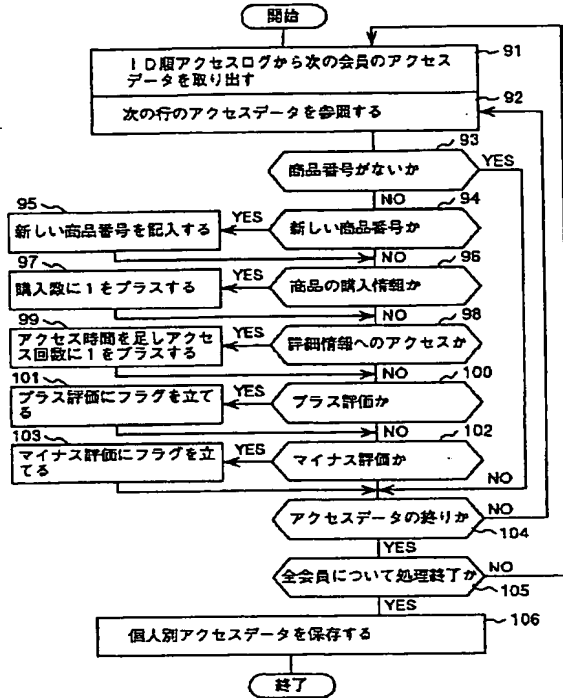 開始
91
ID順アクセスログから次の会員のアクセス
データを取り出す
92
次の行のアクセスデータを参照する
93
商品番号がないか
YES
NO
94
新しい商品番号か
YES
95
新しい商品番号を記入する
NO
96
商品の購入情報か
YES
97
購入数に1をプラスする
NO
98
詳細情報へのアクセスか
YES
99
アクセス時間を足しアクセ
ス回数に1をプラスする
NO
100
プラス評価か
YES
101
プラス評価にフラグを立て
る
NO
102
マイナス評価か
YES
103
マイナス評価にフラグを立
てる
NO
アクセスデータの終りか
NO
104
YES
全会員について処理終了か
NO
105
YES
106
個人別アクセスデータを保存する
終了